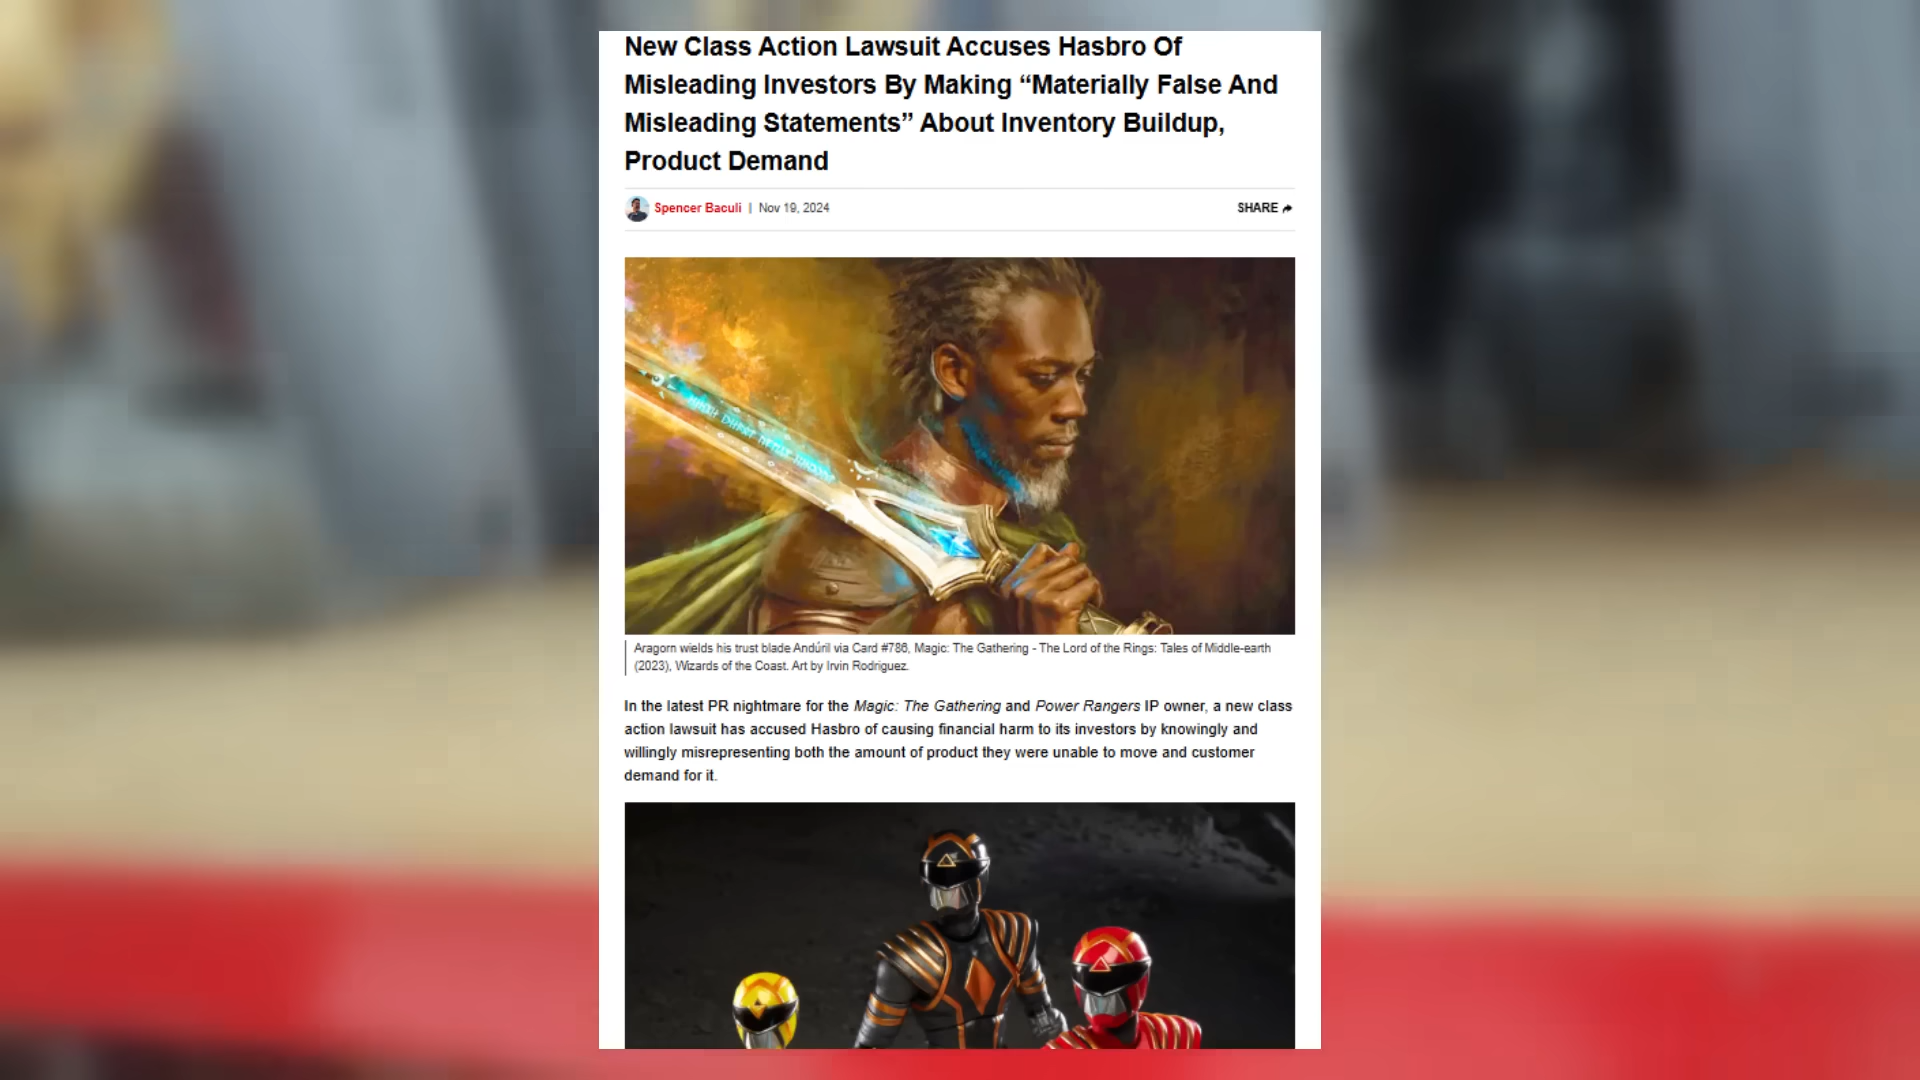 New Class Action Lawsuit Accuses Hasbro Of
Misleading Investors By Making “Materially False And
Misleading Statements” About Inventory Buildup,
Product Demand
Spencer Baculi | Nov 19, 2024
SHARE
Aragorn wields his trust blade Andúril via Card #786, Magic: The Gathering - The Lord of the Rings: Tales of Middle-earth
(2023), Wizards of the Coast. Art by Irvin Rodriguez.
In the latest PR nightmare for the Magic: The Gathering and Power Rangers IP owner, a new class
action lawsuit has accused Hasbro of causing financial harm to its investors by knowingly and
willingly misrepresenting both the amount of product they were unable to move and customer
demand for it.